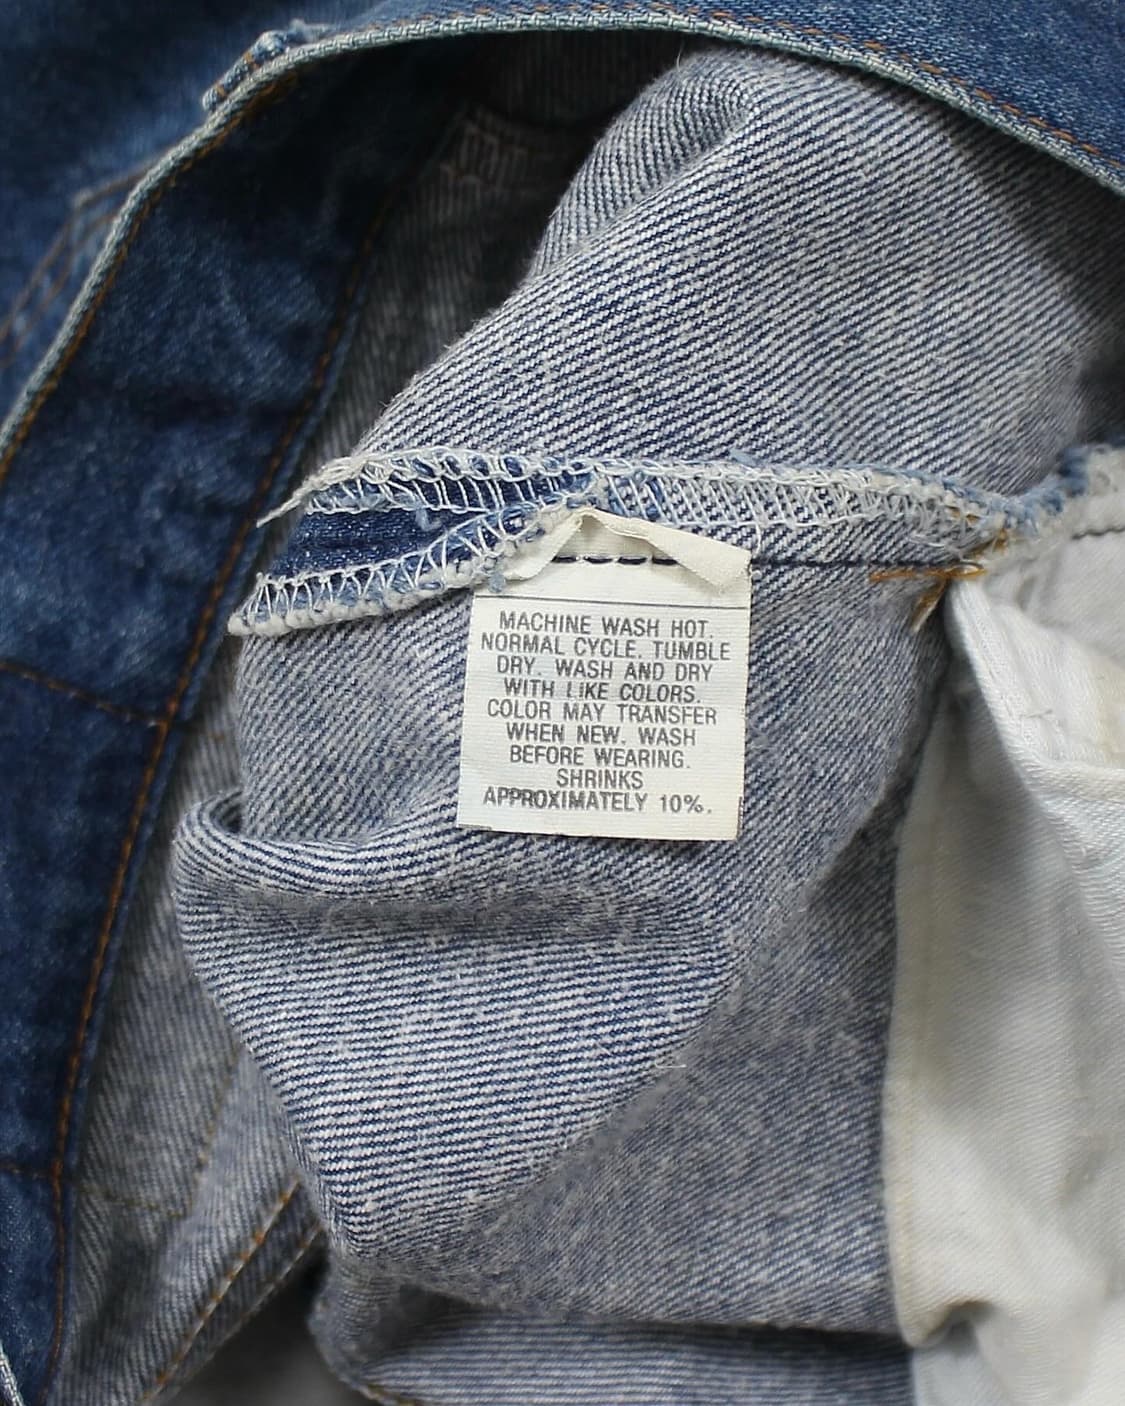 MACHINE WASH HOT.
NORMAL CYCLE. TUMBLE
DRY. WASH AND DRY
WITH LIKE COLORS.
COLOR MAY TRANSFER
WHEN NEW. WASH
BEFORE WEARING.
SHRINKS
APPROXIMATELY 10%.